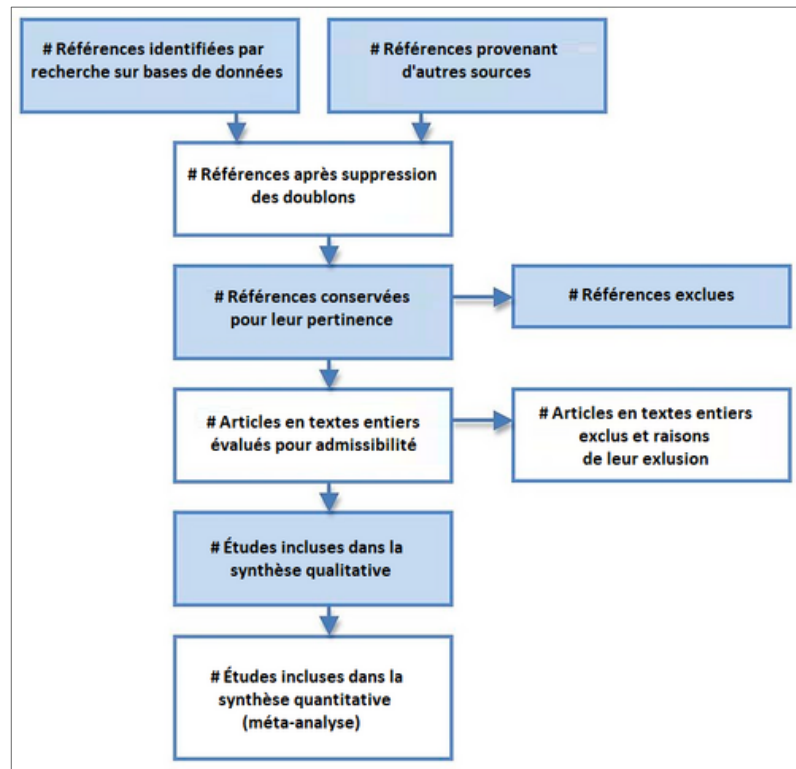 # Références identifiées par
recherche sur bases de données
# Références provenant
d'autres sources
# Références après suppression
des doublons
# Références conservées
pour leur pertinence
# Références exclues
# Articles en textes entiers
évalués pour admissibilité
# Articles en textes entiers
exclus et raisons
de leur exlusion
# Études incluses dans la
synthèse qualitative
# Études incluses dans la
synthèse quantitative
(méta-analyse)